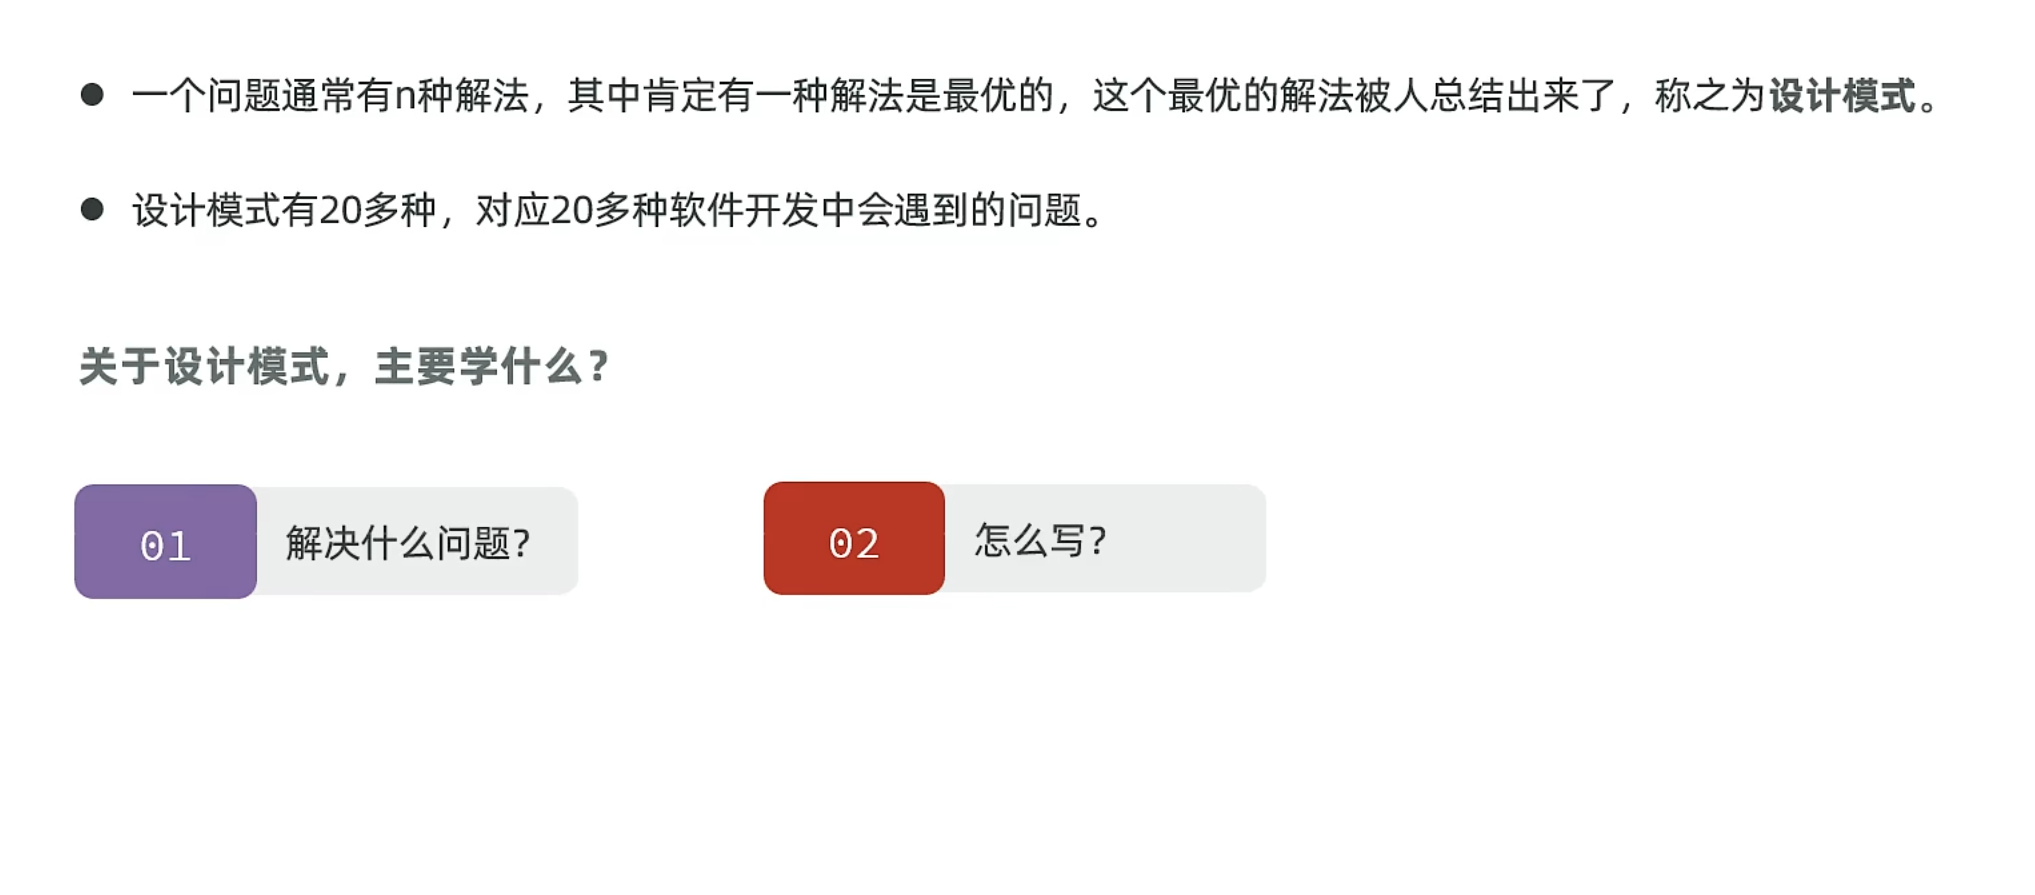 一个问题通常有n种解法，其中肯定有一种解法是最优的，这个最优的解法被人总结出来了，称之为设计模式。
设计模式有20多种，对应20多种软件开发中会遇到的问题。
关于设计模式，主要学什么？
01 解决什么问题?
02 怎么写?